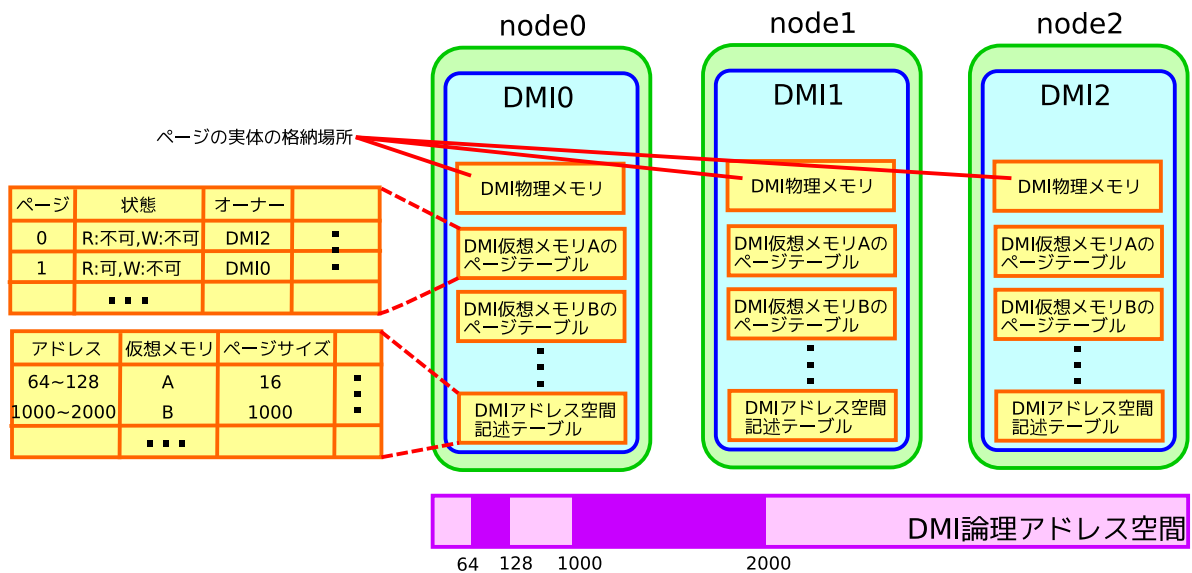 node0
node1
node2
DMI0
DMI1
DMI2
ページの実体の格納場所
DMI物理メモリ
DMI物理メモリ
DMI物理メモリ
ページ 状態 オーナー
0 R:不可,W:不可 DMI2
1 R:可,W:不可 DMI0
DMI仮想メモリAの
ページテーブル
DMI仮想メモリAの
ページテーブル
DMI仮想メモリAの
ページテーブル
DMI仮想メモリBの
ページテーブル
DMI仮想メモリBの
ページテーブル
DMI仮想メモリBの
ページテーブル
アドレス 仮想メモリ ページサイズ
64~128 A 16
1000~2000 B 1000
DMIアドレス空間
記述テーブル
DMIアドレス空間
記述テーブル
DMIアドレス空間
記述テーブル
DMI論理アドレス空間
64 128 1000 2000